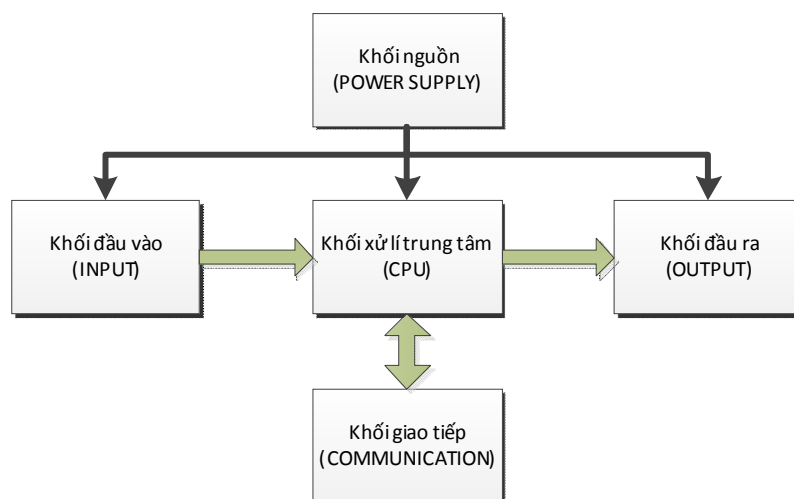 Khối nguồn
(POWER SUPPLY)
Khối đầu vào
(INPUT)
Khối xử lí trung tâm
(CPU)
Khối đầu ra
(OUTPUT)
Khối giao tiếp
(COMMUNICATION)